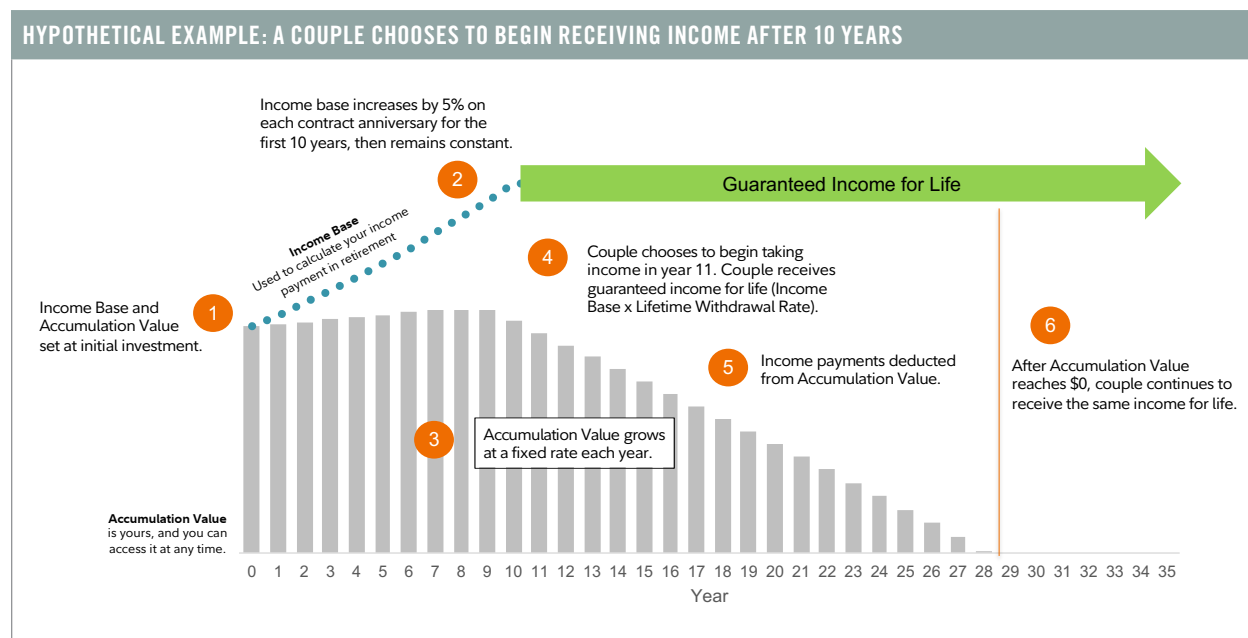 HYPOTHETICAL EXAMPLE: A COUPLE CHOOSES TO BEGIN RECEIVING INCOME AFTER 10 YEARS
Income base increases by 5% on
each contract anniversary for the
first 10 years, then remains constant.
2
Guaranteed Income for Life
Income Base
Used to calculate your income
payment in retirement
1
Income Base and
Accumulation Value
set at initial investment.
4
Couple chooses to begin taking
income in year 11. Couple receives
guaranteed income for life (Income
Base x Lifetime Withdrawal Rate).
5
Income payments deducted
from Accumulation Value.
6
After Accumulation Value
reaches $0, couple continues to
receive the same income for life.
3
Accumulation Value grows
at a fixed rate each year.
Accumulation Value
is yours, and you can
access it at any time.
0 1 2 3 4 5 6 7 8 9 10 11 12 13 14 15 16 17 18 19 20 21 22 23 24 25 26 27 28 29 30 31 32 33 34 35
Year